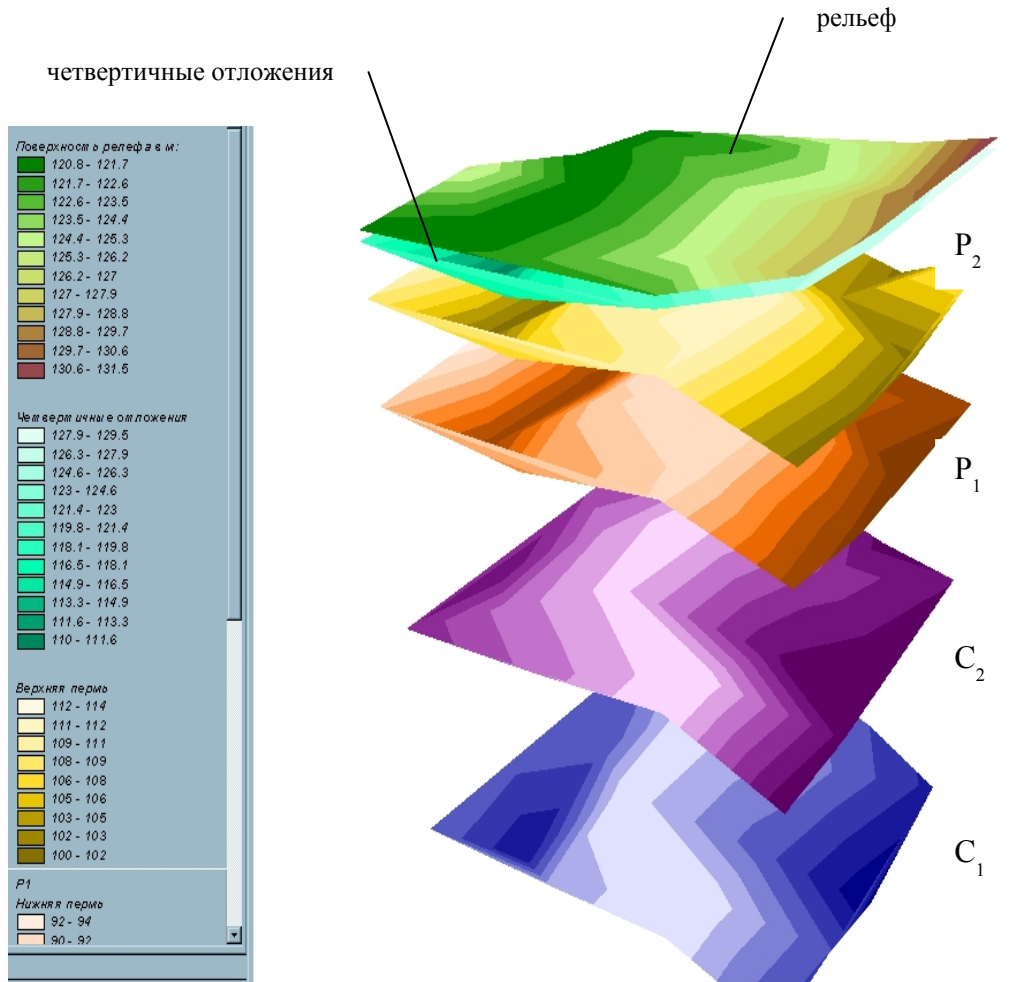 рельеф
четвертичные отложения
Поверхность релефа в м:
120.8 - 121.7
121.7 - 122.6
122.6 - 123.5
123.5 - 124.4
124.4 - 125.3
125.3 - 126.2
126.2 - 127
127 - 127.9
127.9 - 128.8
128.8 - 129.7
129.7 - 130.6
130.6 - 131.5
Четвертичные отложения
127.9 - 129.5
126.3 - 127.9
124.6 - 126.3
123 - 124.6
121.4 - 123
119.8 - 121.4
118.1 - 119.8
116.5 - 118.1
114.9 - 116.5
113.3 - 114.9
111.6 - 113.3
110 - 111.6
Верхняя пермь
112 - 114
111 - 112
109 - 111
108 - 109
106 - 108
105 - 106
103 - 105
102 - 103
100 - 102
P1
Нижняя пермь
92 - 94
90 - 92
P₂
P₁
C₂
C₁